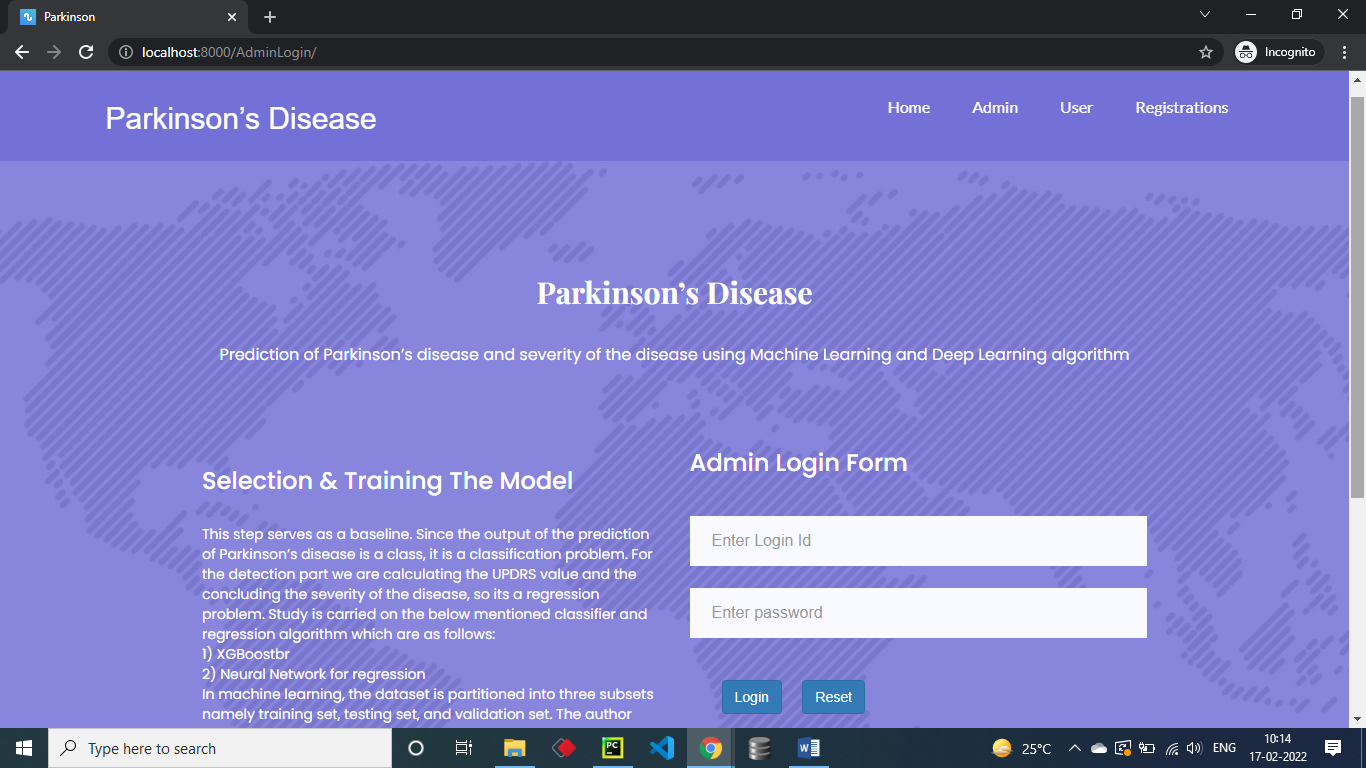 Parkinson
localhost:8000/AdminLogin/
Incognito
Parkinson's Disease
Home
Admin
User
Registrations
Parkinson's Disease
Prediction of Parkinson's disease and severity of the disease using Machine Learning and Deep Learning algorithm
Selection & Training The Model
This step serves as a baseline. Since the output of the prediction
of Parkinson's disease is a class, it is a classification problem. For
the detection part we are calculating the UPDRS value and the
concluding the severity of the disease, so its a regression
problem. Study is carried on the below mentioned classifier and
regression algorithm which are as follows:
1) XGBoostbr
2) Neural Network for regression
In machine learning, the dataset is partitioned into three subsets
namely training set, testing set, and validation set. The author
Admin Login Form
Enter Login Id
Enter password
Login
Reset
Type here to search
PC
W
25°C
ENG
10:14
17-02-2022